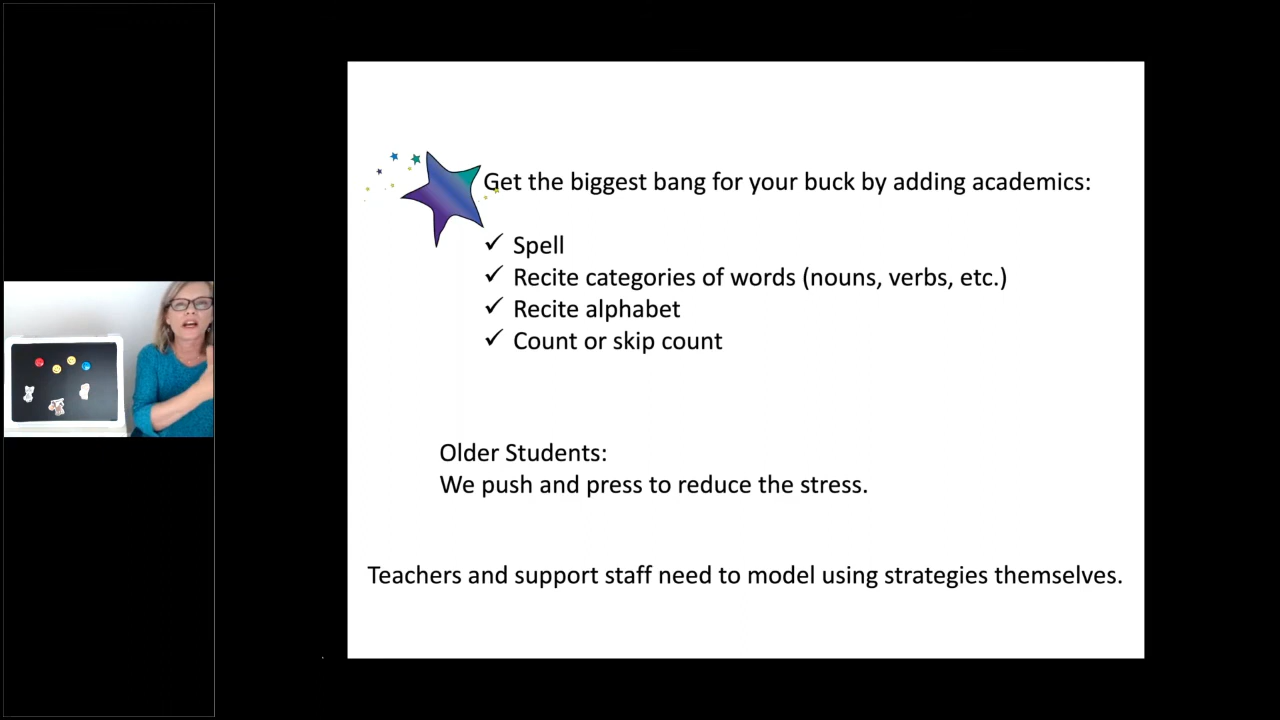 Get the biggest bang for your buck by adding academics:
✓ Spell
✓ Recite categories of words (nouns, verbs, etc.)
✓ Recite alphabet
✓ Count or skip count
Older Students:
We push and press to reduce the stress.
Teachers and support staff need to model using strategies themselves.